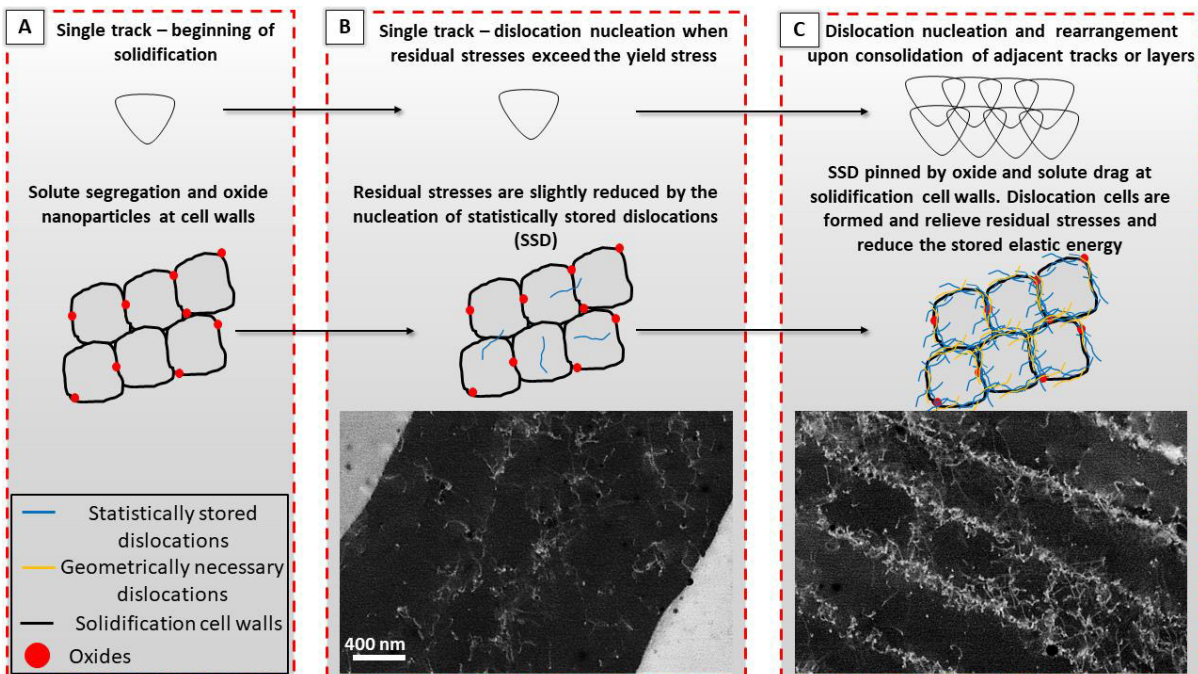 A
Single track – beginning of
solidification
Solute segregation and oxide
nanoparticles at cell walls
Statistically stored
dislocations
Geometrically necessary
dislocations
Solidification cell walls
Oxides
B
Single track – dislocation nucleation when
residual stresses exceed the yield stress
Residual stresses are slightly reduced by the
nucleation of statistically stored dislocations
(SSD)
400 nm
C
Dislocation nucleation and rearrangement
upon consolidation of adjacent tracks or layers
SSD pinned by oxide and solute drag at
solidification cell walls. Dislocation cells are
formed and relieve residual stresses and
reduce the stored elastic energy